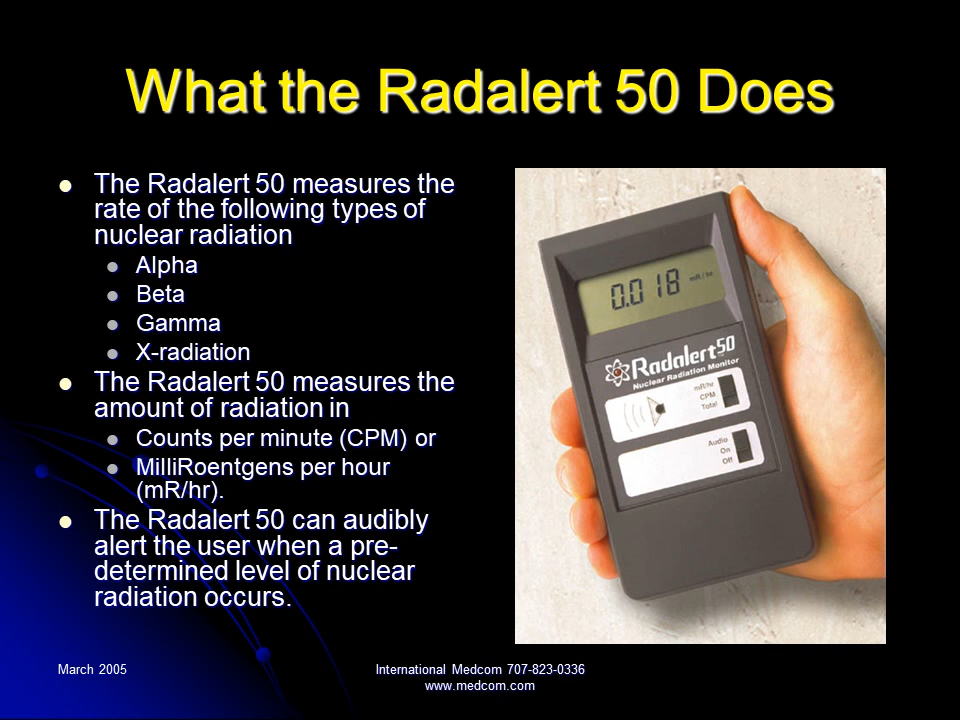 What the Radalert 50 Does
The Radalert 50 measures the
rate of the following types of
nuclear radiation
Alpha
Beta
Gamma
X-radiation
The Radalert 50 measures the
amount of radiation in
Counts per minute (CPM) or
MilliRoentgens per hour
(mR/hr).
The Radalert 50 can audibly
alert the user when a pre-
determined level of nuclear
radiation occurs.
0.018 mR/hr
Radalert50
Nuclear Radiation Monitor
mR/hr
CPM
Total
Audio
On
Off
March 2005
International Medcom 707-823-0336
www.medcom.com